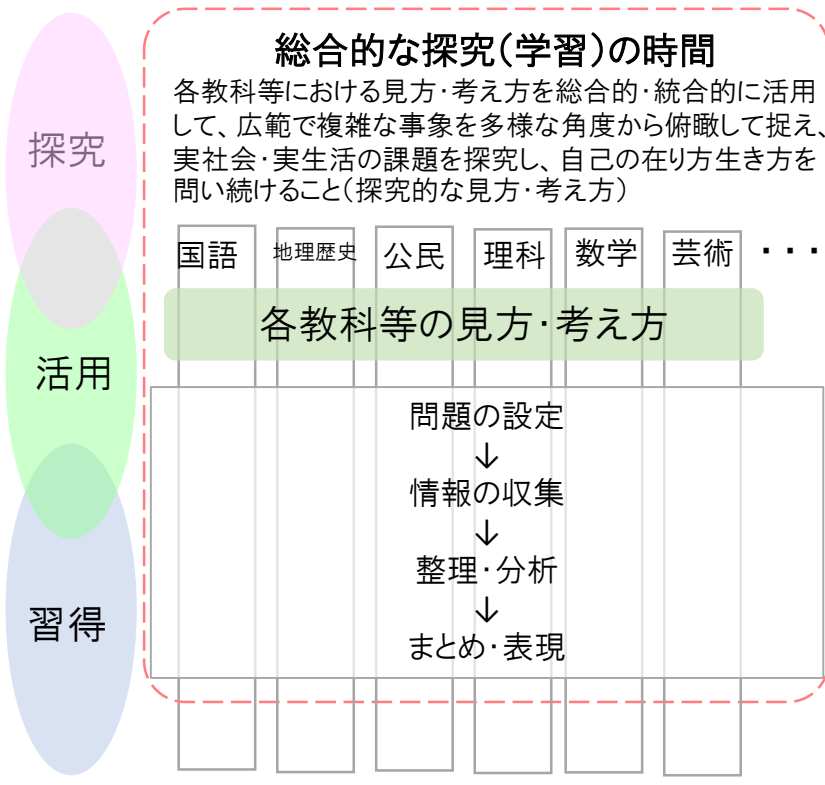 総合的な探究(学習)の時間
各教科等における見方・考え方を総合的・統合的に活用
して、広範で複雑な事象を多様な角度から俯瞰して捉え、
実社会・実生活の課題を探究し、自己の在り方生き方を
問い続けること(探究的な見方・考え方)
探究
国語 地理歴史 公民 理科 数学 芸術 ・・・
各教科等の見方・考え方
活用
問題の設定
↓
情報の収集
↓
整理・分析
↓
まとめ・表現
習得